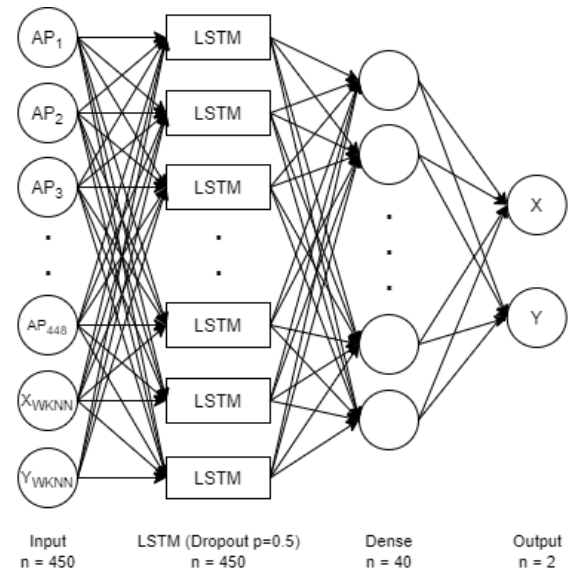 AP1 LSTM
AP2 LSTM
AP3 LSTM
X
AP448 LSTM
Y
XWKNN LSTM
YWKNN LSTM
Input LSTM (Dropout p=0.5) Dense Output
n = 450 n = 450 n = 40 n = 2